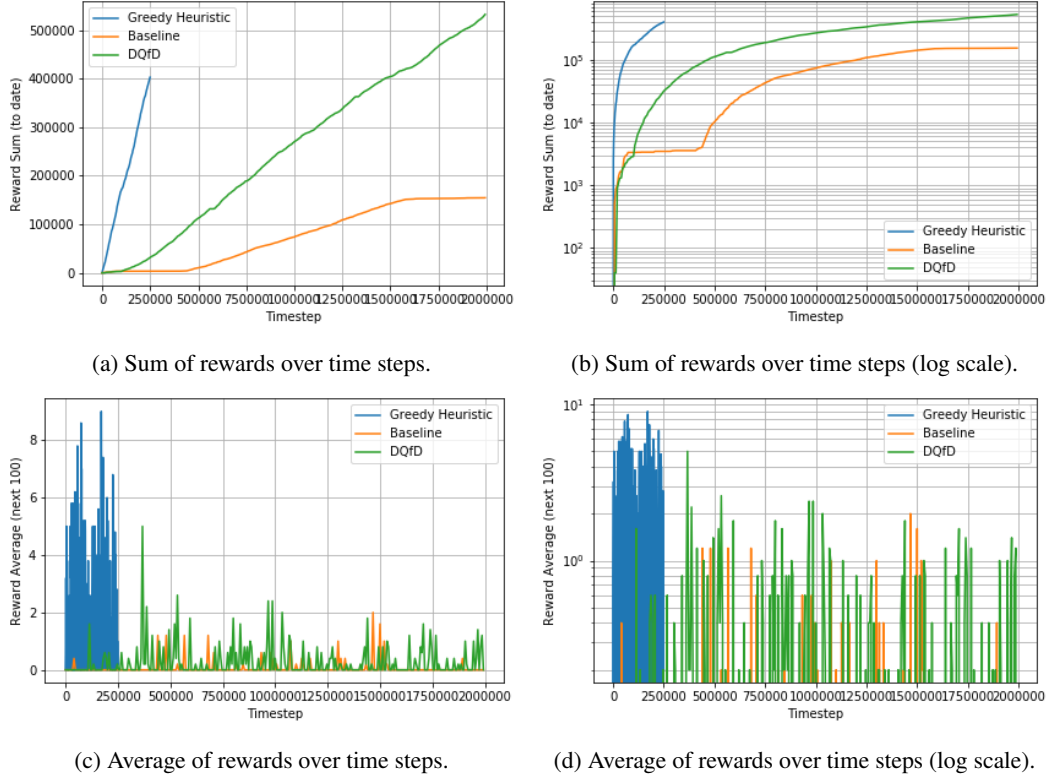 Greedy Heuristic
Baseline
DQfD
500000
400000
300000
200000
100000
0
Reward Sum (to date)
0 250000 500000 750000 1000000 1250000 1500000 1750000 2000000
Timestep
(a) Sum of rewards over time steps.
10^5
10^4
10^3
10^2
Reward Sum (to date)
Greedy Heuristic
Baseline
DQfD
0 250000 500000 750000 1000000 1250000 1500000 1750000 2000000
Timestep
(b) Sum of rewards over time steps (log scale).
Greedy Heuristic
Baseline
DQfD
8
6
4
2
0
Reward Average (next 100)
0 250000 500000 750000 1000000 1250000 1500000 1750000 2000000
Timestep
(c) Average of rewards over time steps.
10^1
10^0
Reward Average (next 100)
Greedy Heuristic
Baseline
DQfD
0 250000 500000 750000 1000000 1250000 1500000 1750000 2000000
Timestep
(d) Average of rewards over time steps (log scale).